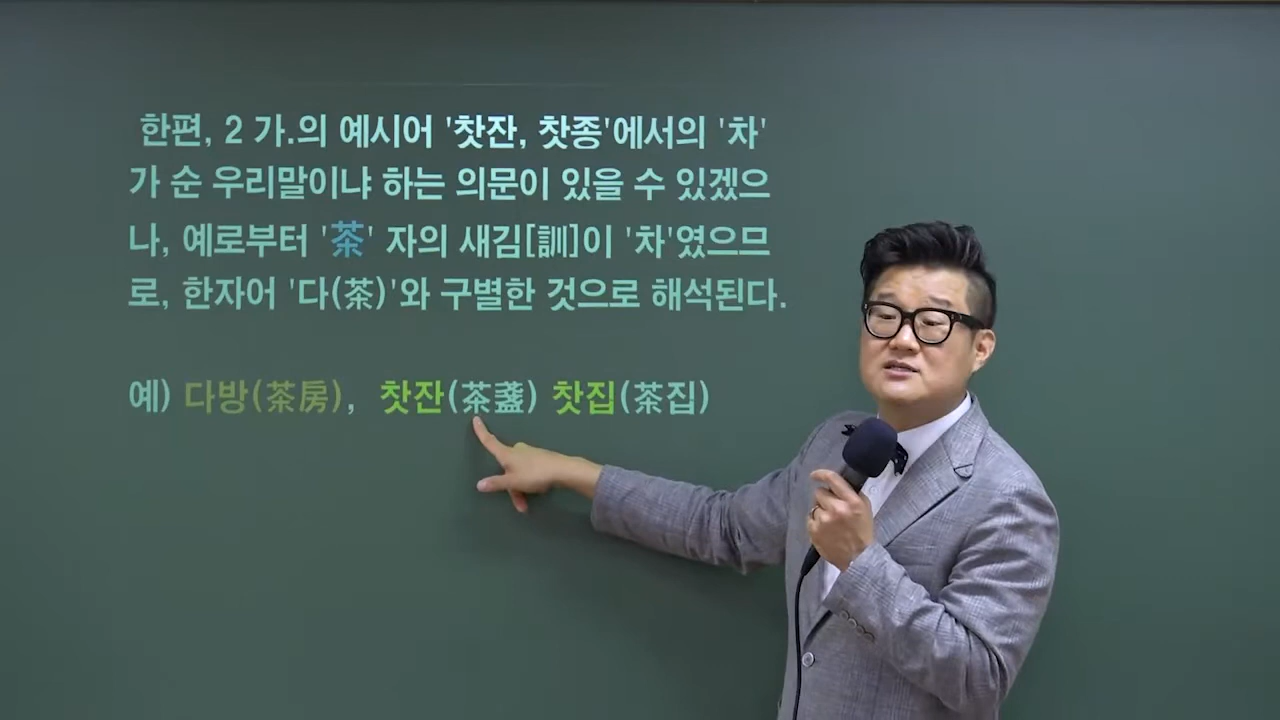 한편, 2 가.의 예시어 '찻잔, 찻종'에서의 '차'
가 순 우리말이냐 하는 의문이 있을 수 있겠으
나, 예로부터 '茶' 자의 새김[訓]이 '차'였으므
로, 한자어 '다(茶)'와 구별한 것으로 해석된다.
예) 다방(茶房), 찻잔(茶盞) 찻집(茶집)